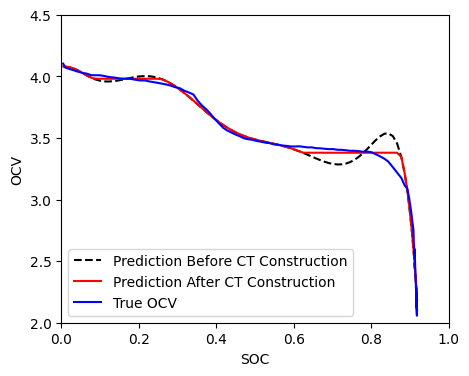 4.5
4.0
3.5
3.0
2.5
2.0
OCV
Prediction Before CT Construction
Prediction After CT Construction
True OCV
0.0 0.2 0.4 0.6 0.8 1.0
SOC